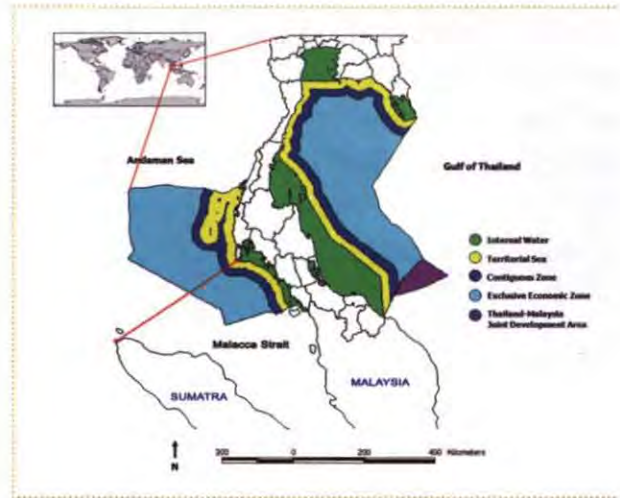 Andaman Sea
Gulf of Thailand
Internal Water
Territorial Sea
Contiguous Zone
Exclusive Economic Zone
Thailand-Malaysia
Joint Development Area
Malacca Strait
SUMATRA
MALAYSIA
N
200 0 200 400 Kilometers